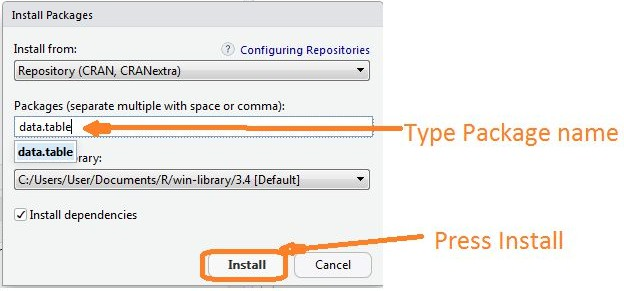 Install Packages
Install from:
? Configuring Repositories
Repository (CRAN, CRANextra)
Packages (separate multiple with space or comma):
data.table
Type Package name
data.table
rary:
C:/Users/User/Documents/R/win-library/3.4 [Default]
Install dependencies
Press Install
Install
Cancel